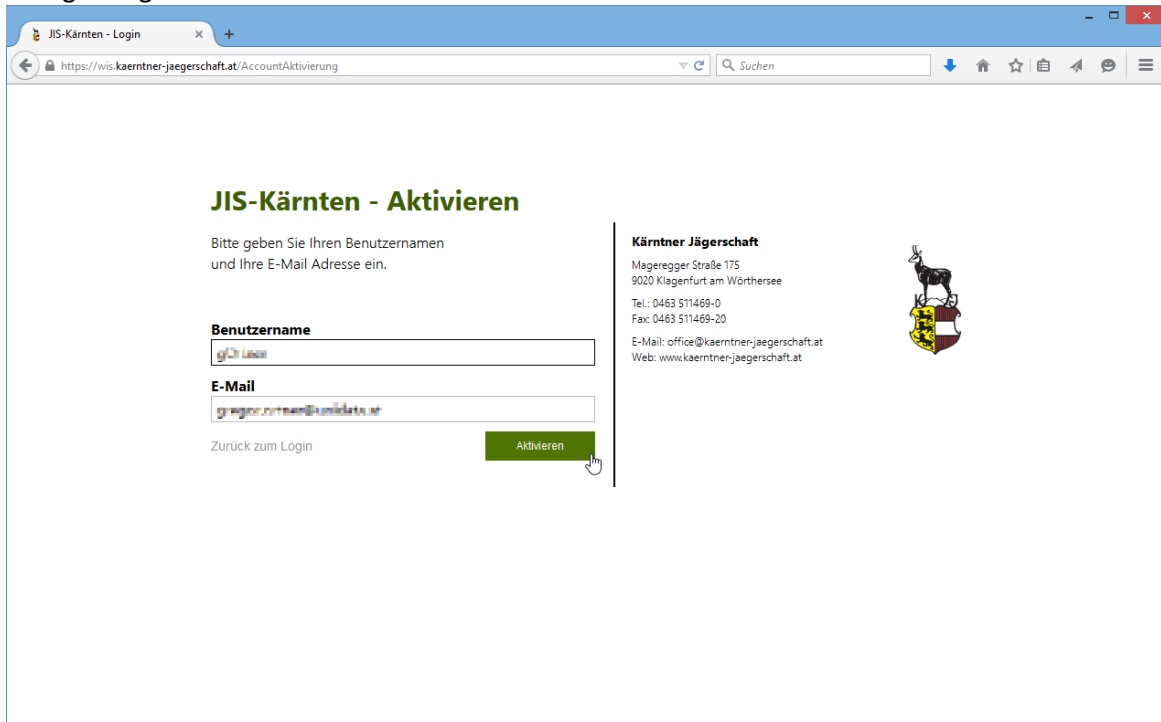 JIS-Kärnten - Login
https://wis.kaerntner-jaegerschaft.at/AccountAktivierung
Suchen
JIS-Kärnten - Aktivieren
Bitte geben Sie Ihren Benutzernamen
und Ihre E-Mail Adresse ein.
Benutzername
E-Mail
Zurück zum Login
Aktivieren
Kärntner Jägerschaft
Mageregger Straße 175
9020 Klagenfurt am Wörthersee
Tel.: 0463 511469-0
Fax: 0463 511469-20
E-Mail: office@kaerntner-jaegerschaft.at
Web: www.kaerntner-jaegerschaft.at